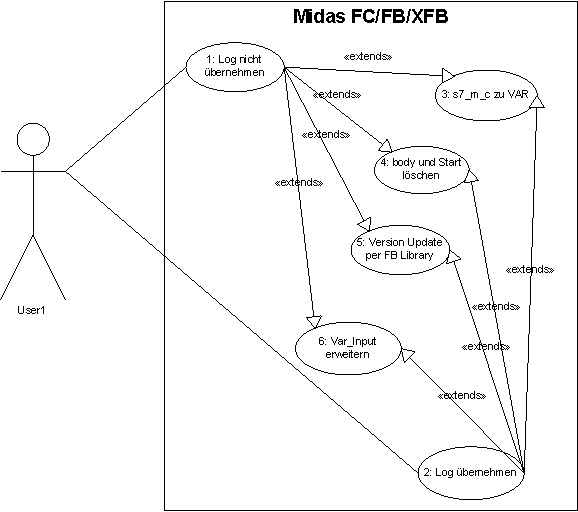 Midas FC/FB/XFB
1: Log nicht
übernehmen
«extends»
3: s7_m_c zu VAR
«extends»
«extends»
4: body und Start
löschen
«extends»
5: Version Update
per FB Library
«extends»
User1
«extends»
6: Var_Input
erweitern
«extends»
«extends»
2: Log übernehmen